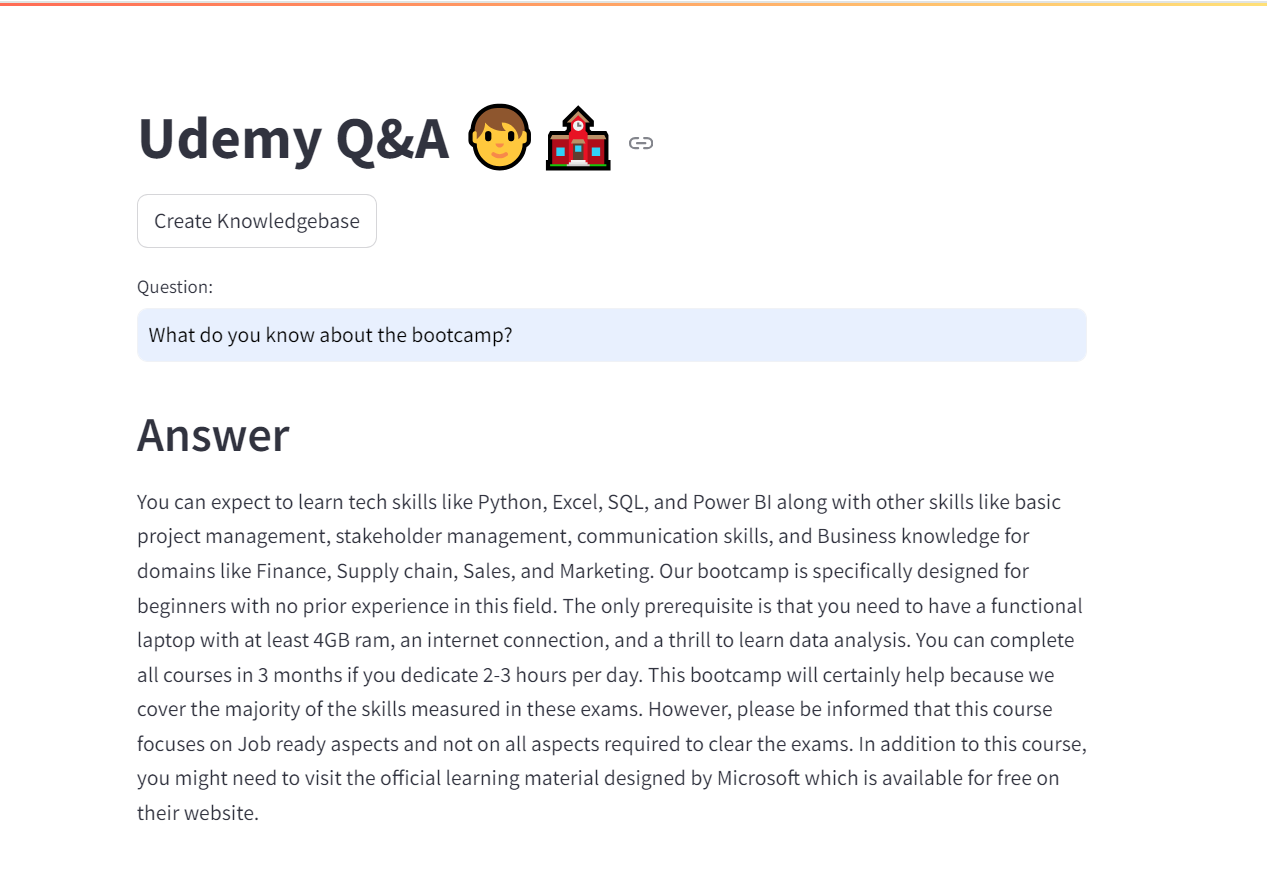 Udemy Q&A
Create Knowledgebase
Question:
What do you know about the bootcamp?
Answer
You can expect to learn tech skills like Python, Excel, SQL, and Power BI along with other skills like basic
project management, stakeholder management, communication skills, and Business knowledge for
domains like Finance, Supply chain, Sales, and Marketing. Our bootcamp is specifically designed for
beginners with no prior experience in this field. The only prerequisite is that you need to have a functional
laptop with at least 4GB ram, an internet connection, and a thrill to learn data analysis. You can complete
all courses in 3 months if you dedicate 2-3 hours per day. This bootcamp will certainly help because we
cover the majority of the skills measured in these exams. However, please be informed that this course
focuses on Job ready aspects and not on all aspects required to clear the exams. In addition to this course,
you might need to visit the official learning material designed by Microsoft which is available for free on
their website.